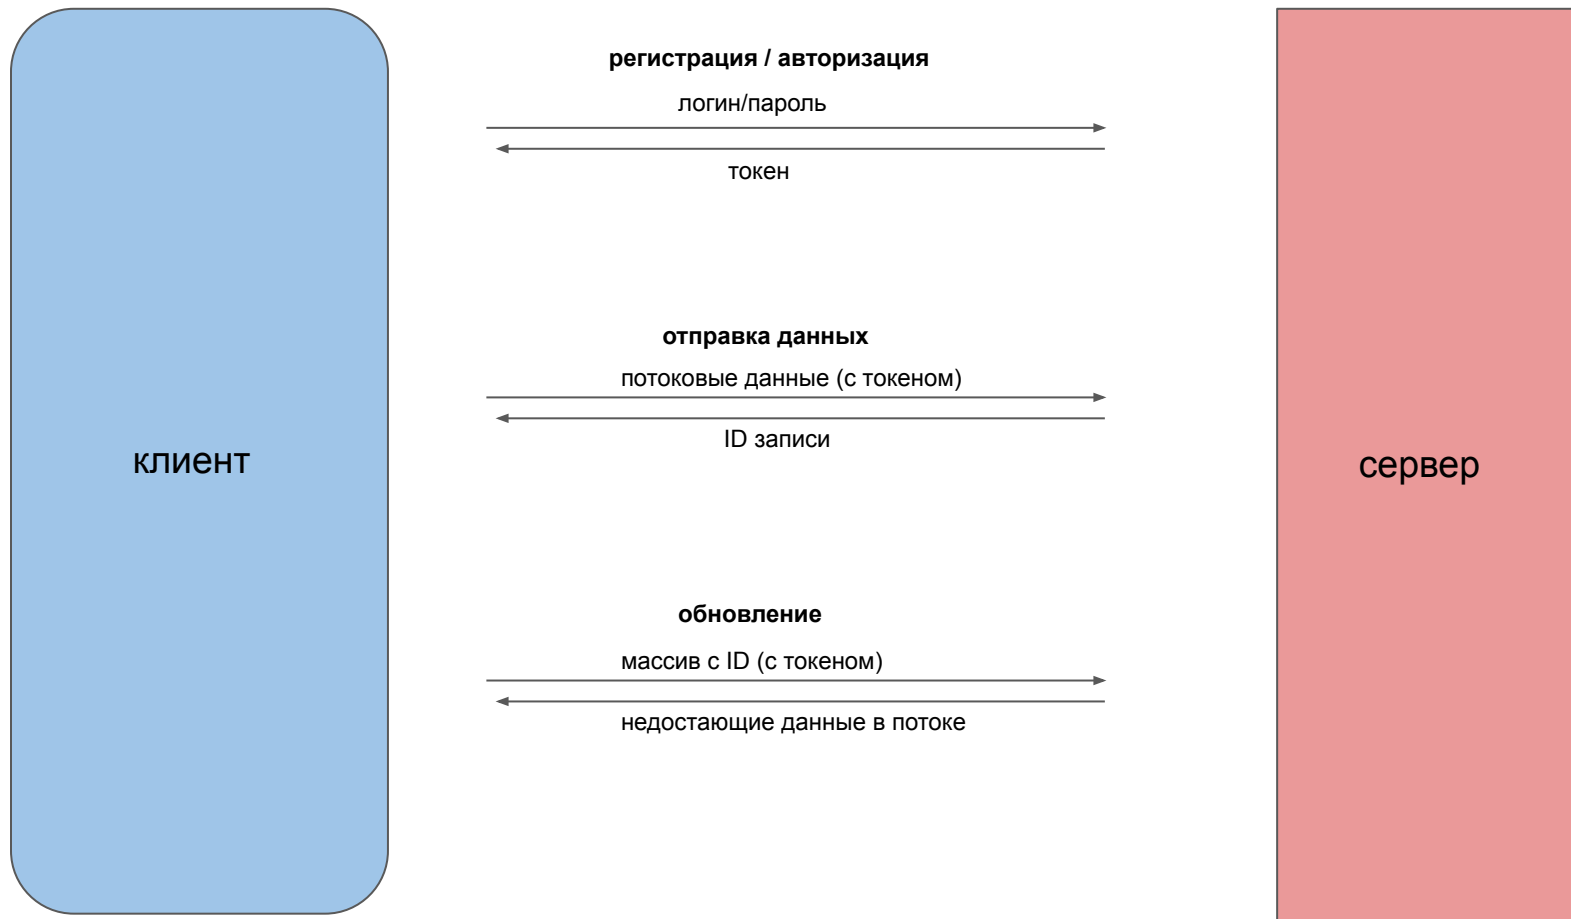 регистрация / авторизация
логин/пароль
токен
отправка данных
потоковые данные (с токеном)
ID записи
клиент
сервер
обновление
массив с ID (с токеном)
недостающие данные в потоке